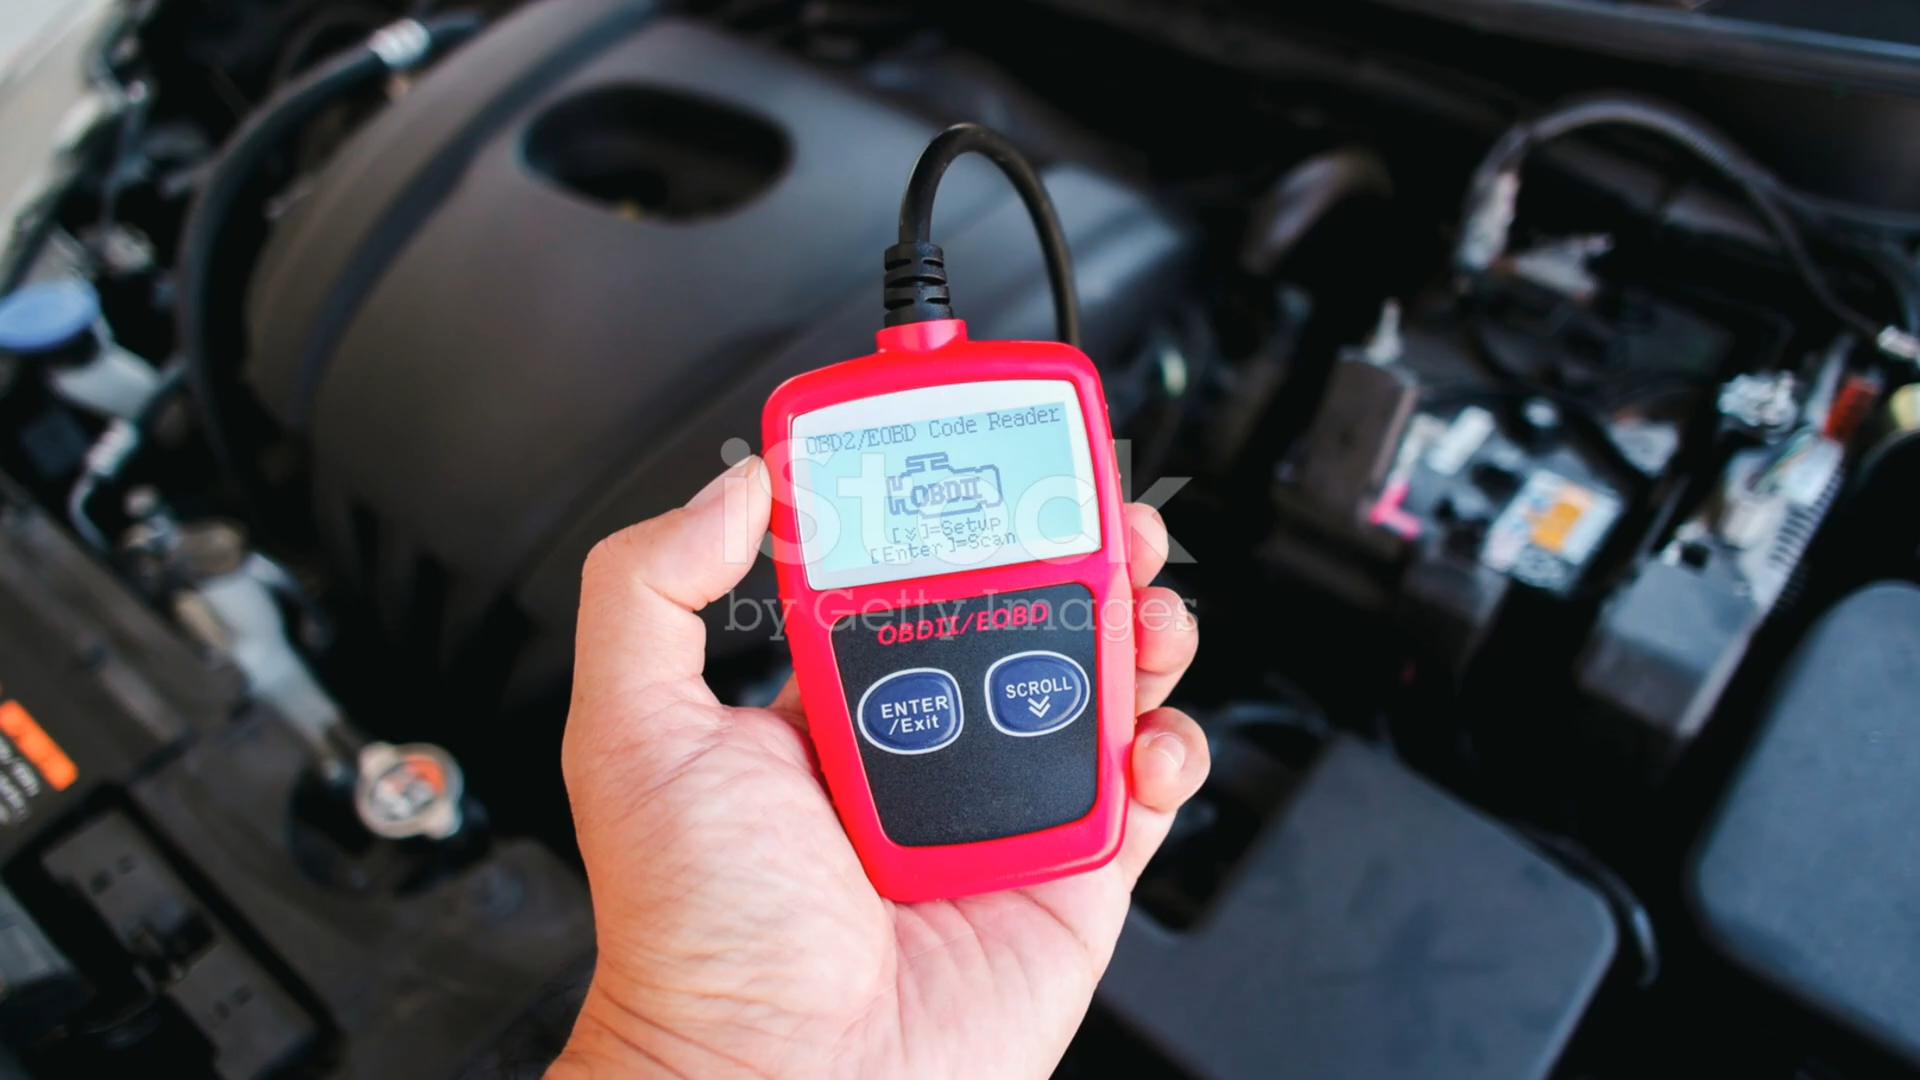 OBD2/EOBD Code Reader
OBDII
[⌄]=Setup
[Enter]=Scan
iStock
by Getty Images
OBDII/EOBD
ENTER
/Exit
SCROLL